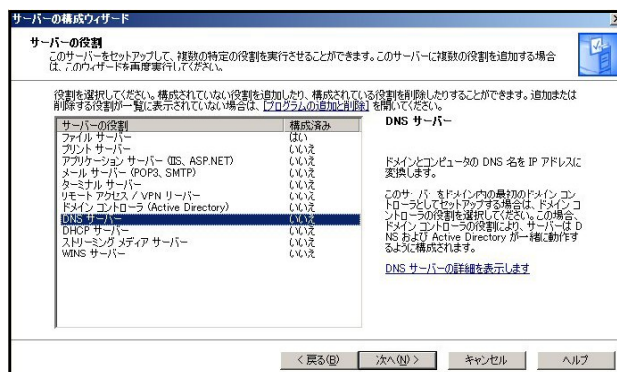 サーバーの構成ウィザード
サーバーの役割
このサーバーをセットアップして、複数の特定の役割を実行させることができます。このサーバーに複数の役割を追加する場合
は、このウィザードを再度実行してください。
役割を選択してください。構成されていない役割を追加したり、構成されている役割を削除したりすることができます。追加または
削除する役割が一覧に表示されていない場合は、[プログラムの追加と削除] を開いてください。
サーバーの役割 構成済み
ファイル サーバー はい
プリント サーバー いいえ
アプリケーション サーバー (IIS、ASP.NET) いいえ
メール サーバー (POP3、SMTP) いいえ
ターミナル サーバー いいえ
リモート アクセス / VPN サーバー いいえ
ドメイン コントローラ (Active Directory) いいえ
DNS サーバー いいえ
DHCP サーバー いいえ
ストリーミング メディア サーバー いいえ
WINS サーバー いいえ
DNS サーバー
ドメインとコンピュータの DNS 名を IP アドレスに
変換します。
このサーバーをドメイン内の最初のドメイン コン
トローラとしてセットアップする場合は、ドメイン コ
ントローラの役割を選択してください。この場合、
ドメイン コントローラの役割により、サーバーは D
NS および Active Directory が一緒に動作す
るように構成されます。
DNS サーバーの詳細を表示します
< 戻る(B) 次へ(N) > キャンセル ヘルプ